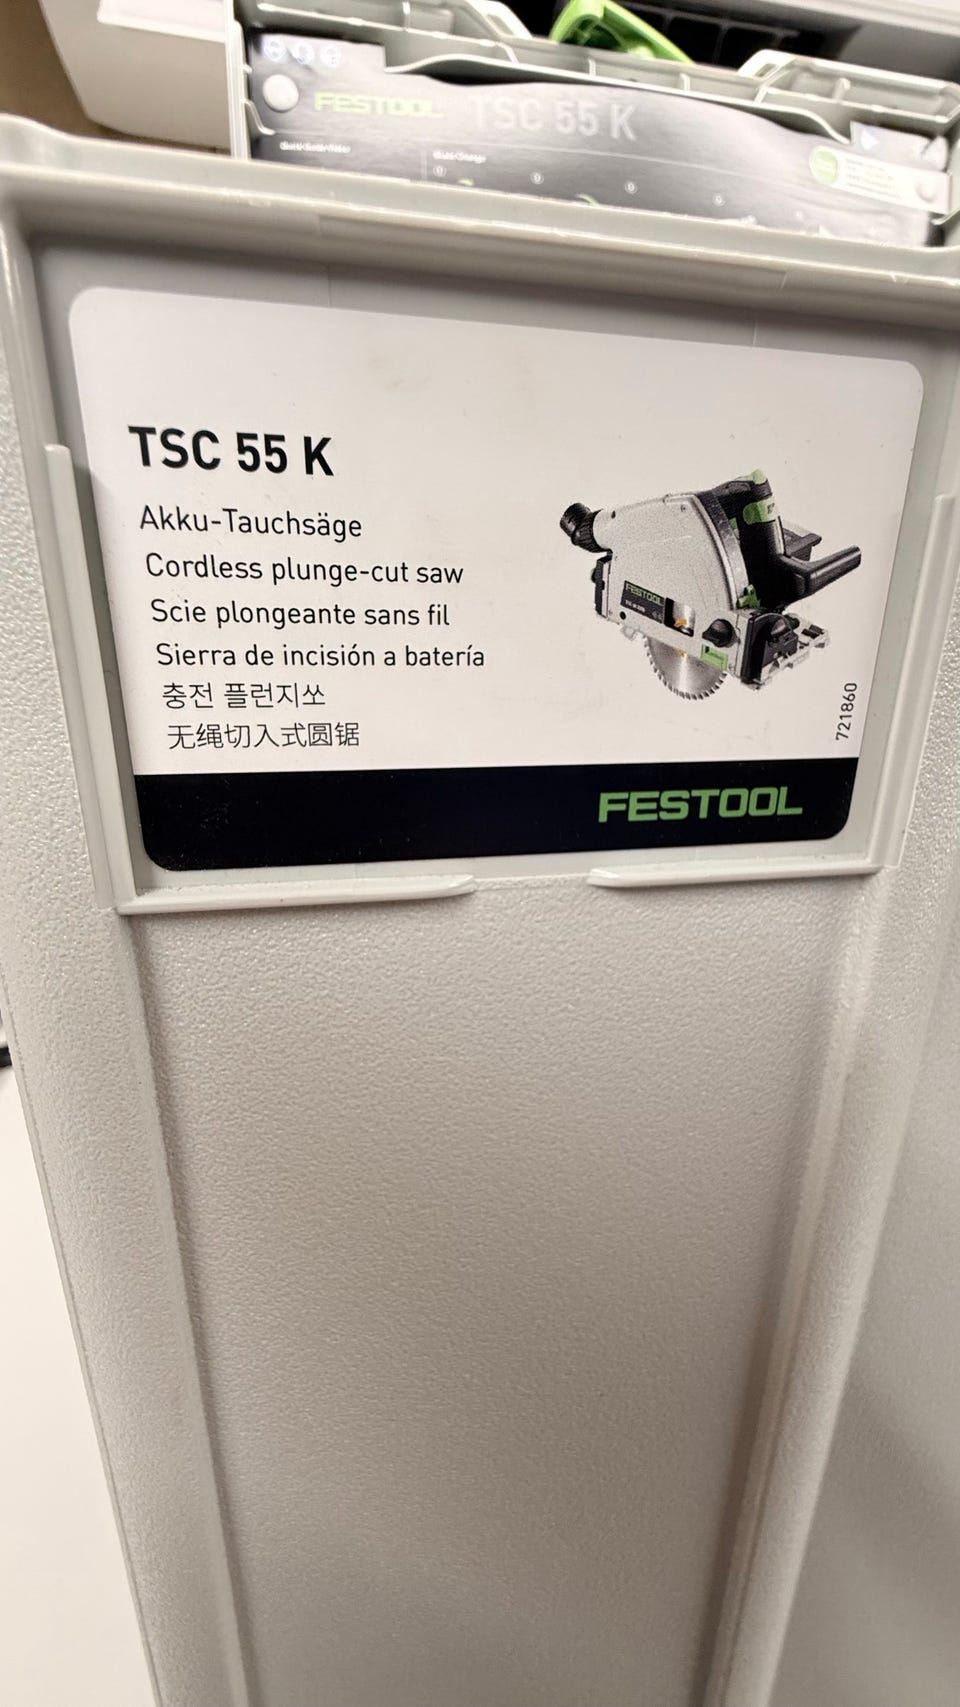 FESTOOL TSC 55 K
TSC 55 K
Akku-Tauchsäge
Cordless plunge-cut saw
Scie plongeante sans fil
Sierra de incisión a batería
충전 플런지쏘
无绳切入式圆锯
FESTOOL
721860
FESTOOL